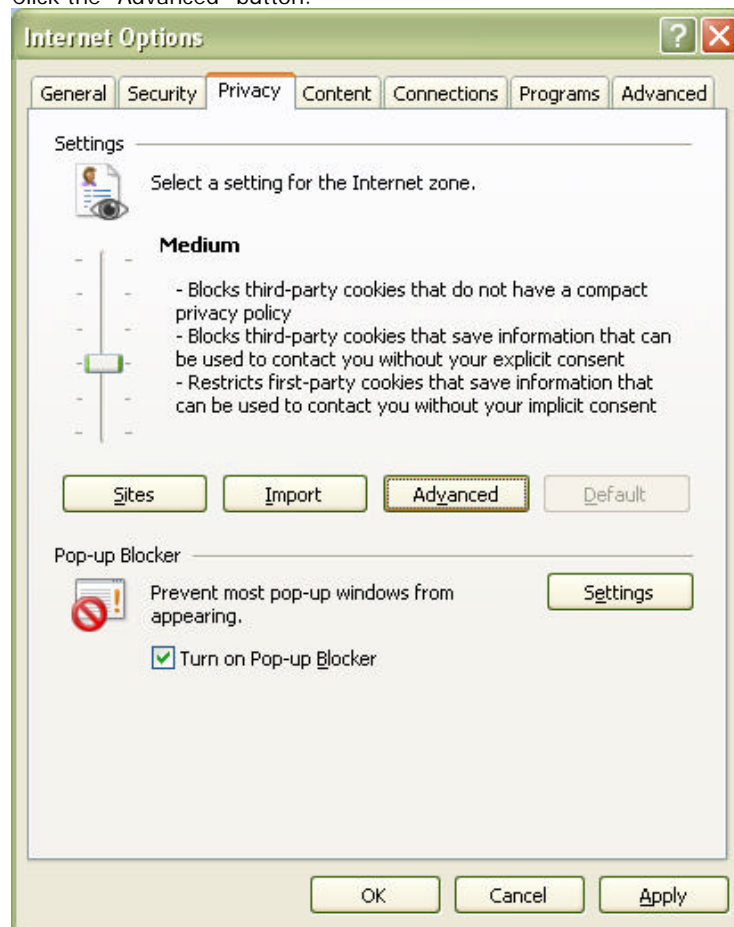 Click the "Advanced" button.
Internet Options
General Security Privacy Content Connections Programs Advanced
Settings
Select a setting for the Internet zone.
Medium
- Blocks third-party cookies that do not have a compact
privacy policy
- Blocks third-party cookies that save information that can
be used to contact you without your explicit consent
- Restricts first-party cookies that save information that
can be used to contact you without your implicit consent
Sites Import Advanced Default
Pop-up Blocker
Prevent most pop-up windows from
appearing.
Settings
Turn on Pop-up Blocker
OK Cancel Apply